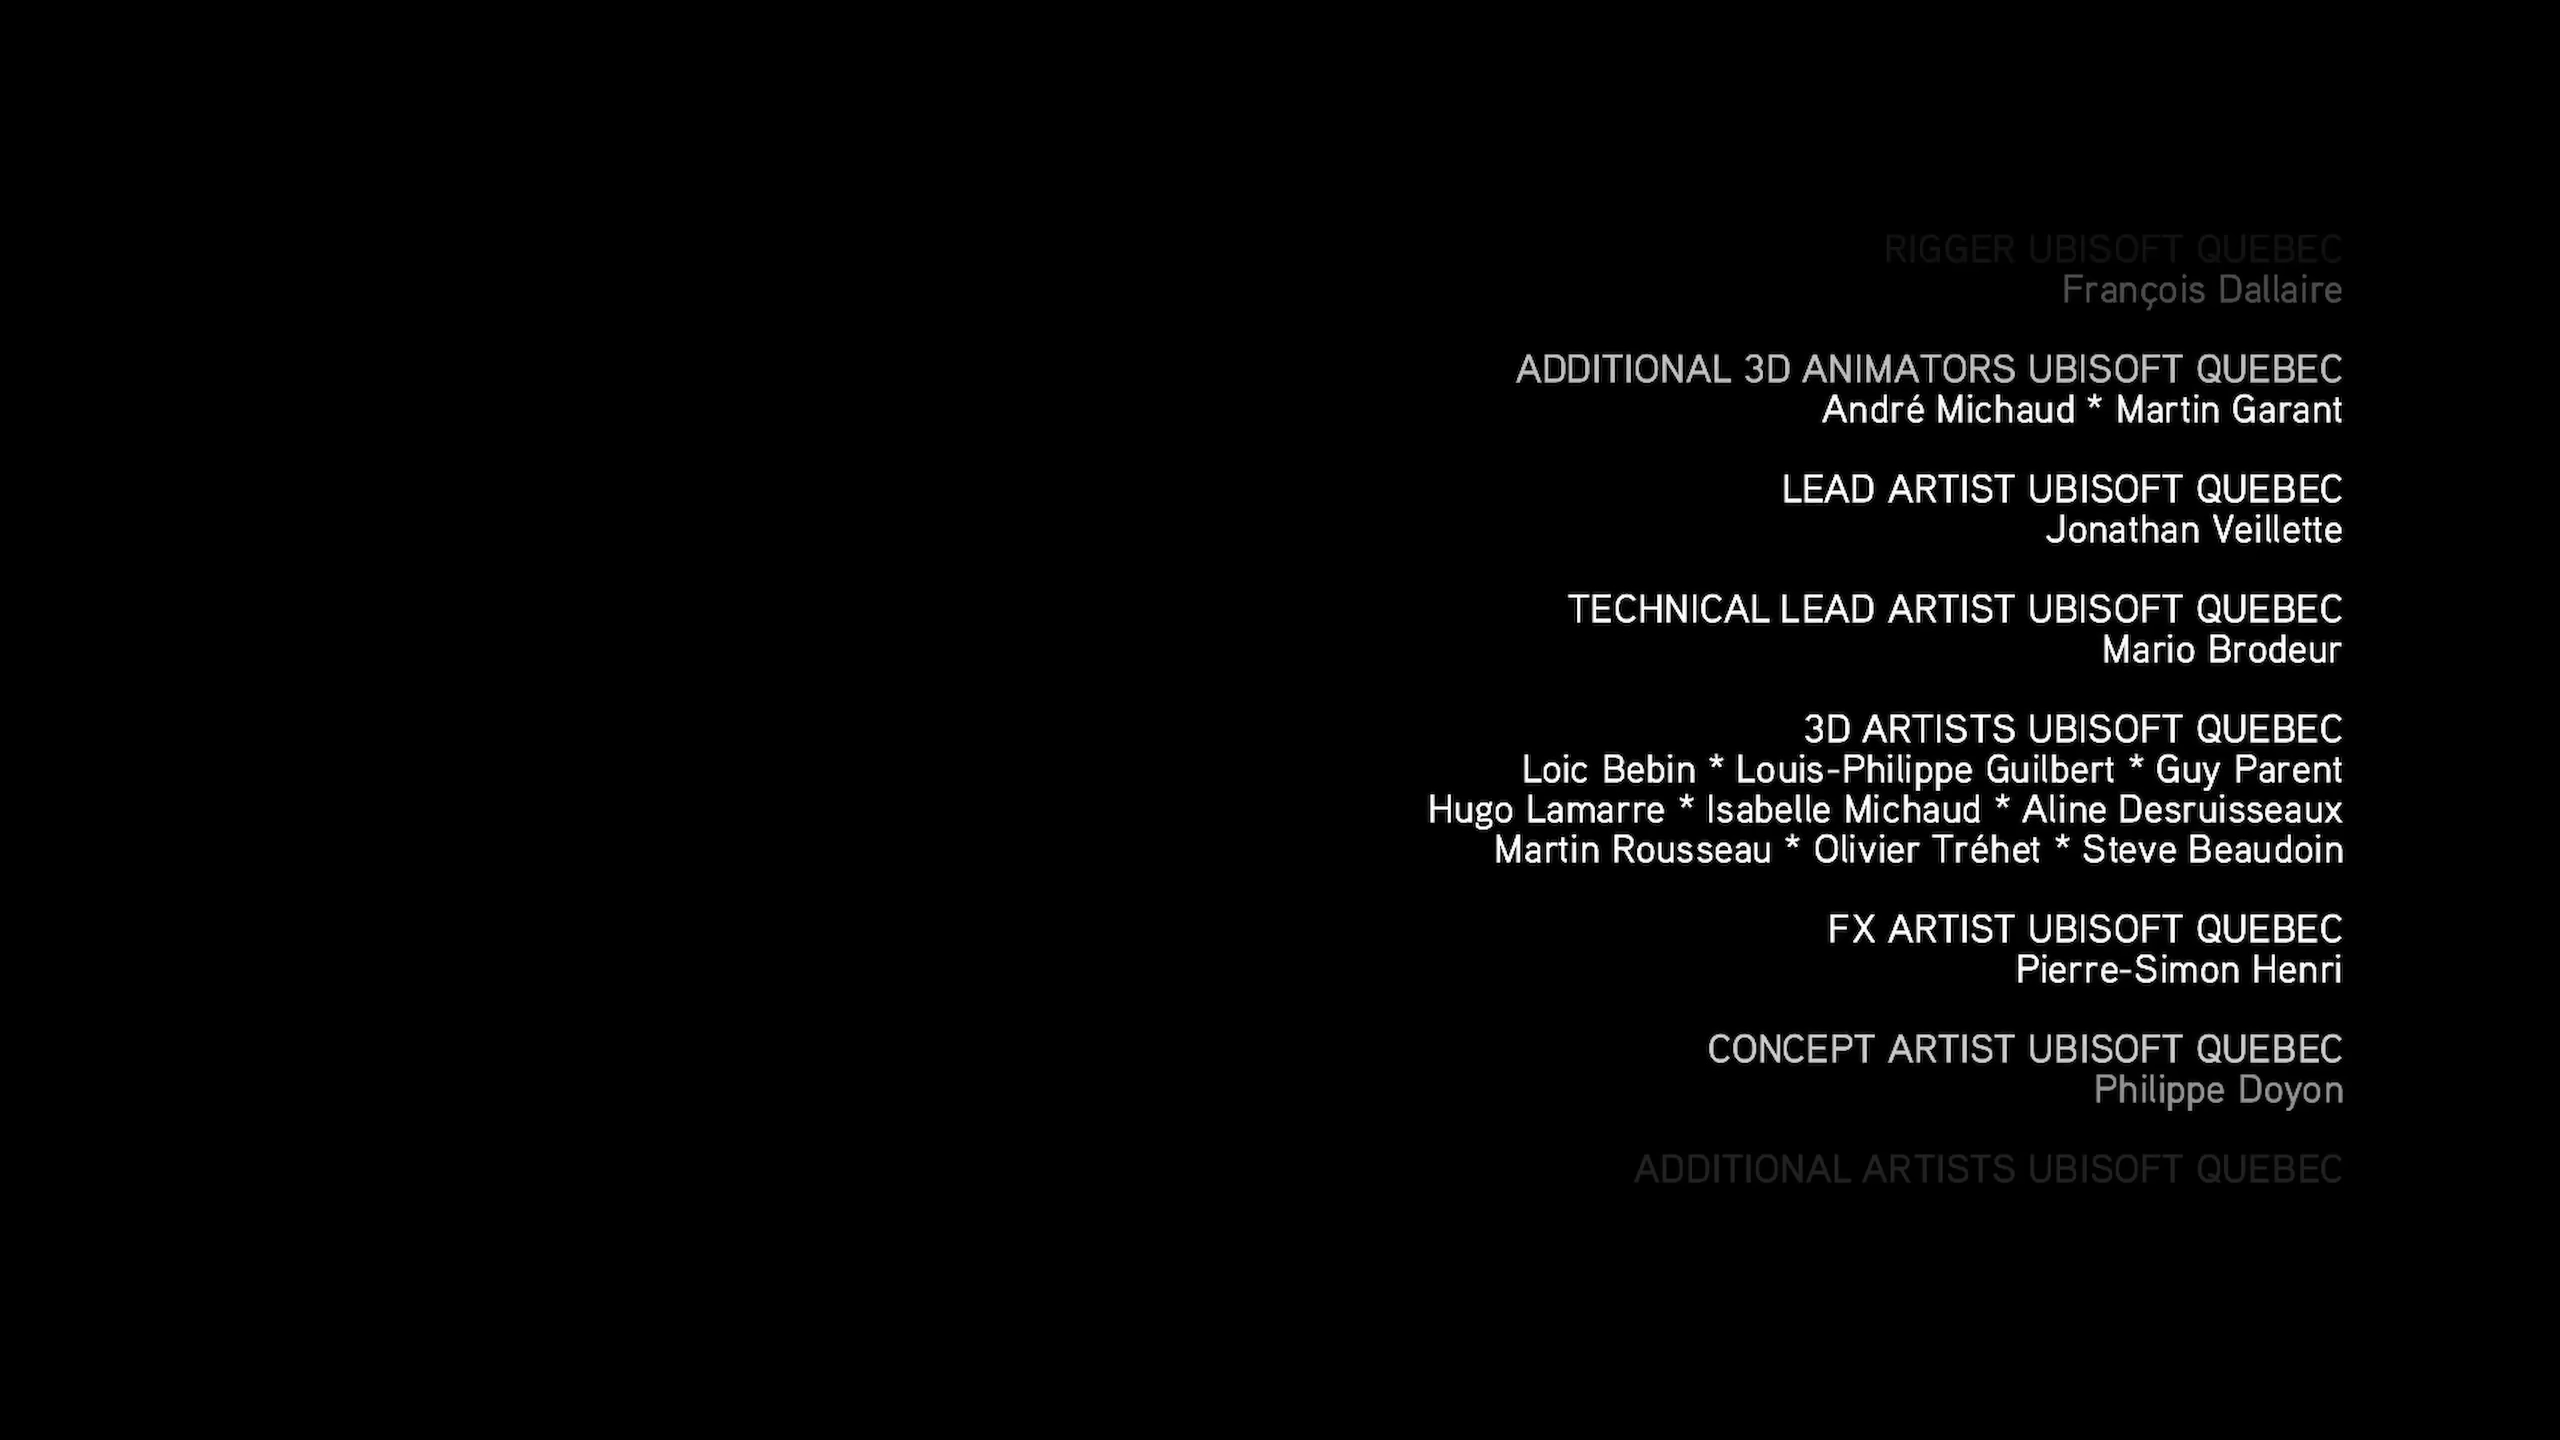 RIGGER UBISOFT QUEBEC
François Dallaire
ADDITIONAL 3D ANIMATORS UBISOFT QUEBEC
André Michaud * Martin Garant
LEAD ARTIST UBISOFT QUEBEC
Jonathan Veillette
TECHNICAL LEAD ARTIST UBISOFT QUEBEC
Mario Brodeur
3D ARTISTS UBISOFT QUEBEC
Loic Bebin * Louis-Philippe Guilbert * Guy Parent
Hugo Lamarre * Isabelle Michaud * Aline Desruisseaux
Martin Rousseau * Olivier Tréhet * Steve Beaudoin
FX ARTIST UBISOFT QUEBEC
Pierre-Simon Henri
CONCEPT ARTIST UBISOFT QUEBEC
Philippe Doyon
ADDITIONAL ARTISTS UBISOFT QUEBEC